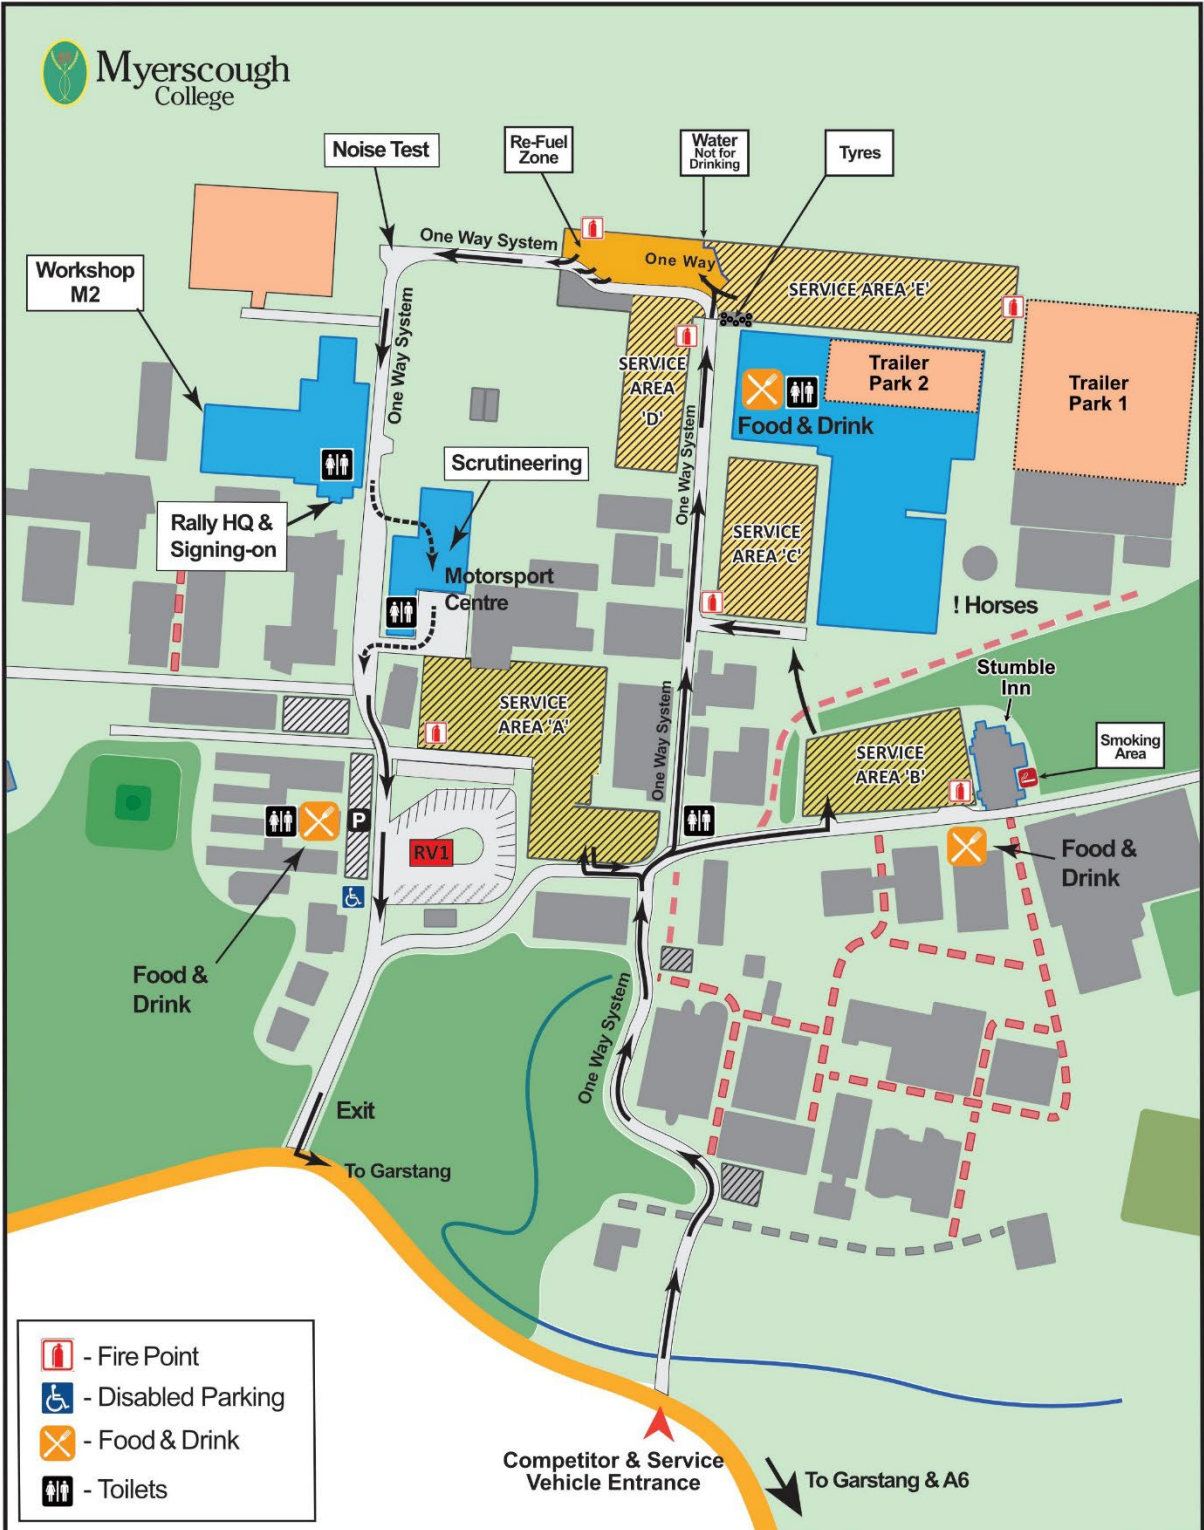 Myerscough
College
Noise Test
Re-Fuel
Zone
Water
Not for
Drinking
Tyres
One Way System
One Way
Workshop
M2
SERVICE AREA 'E'
One Way System
SERVICE
AREA
'D'
Trailer
Park 2
Trailer
Park 1
Food & Drink
One Way System
Scrutineering
Rally HQ &
Signing-on
SERVICE
AREA 'C'
Motorsport
Centre
! Horses
Stumble
Inn
SERVICE
AREA 'A'
One Way System
SERVICE
AREA 'B'
Smoking
Area
P
RV1
Food &
Drink
Food &
Drink
One Way System
Exit
To Garstang
- Fire Point
- Disabled Parking
- Food & Drink
- Toilets
Competitor & Service
Vehicle Entrance
To Garstang & A6